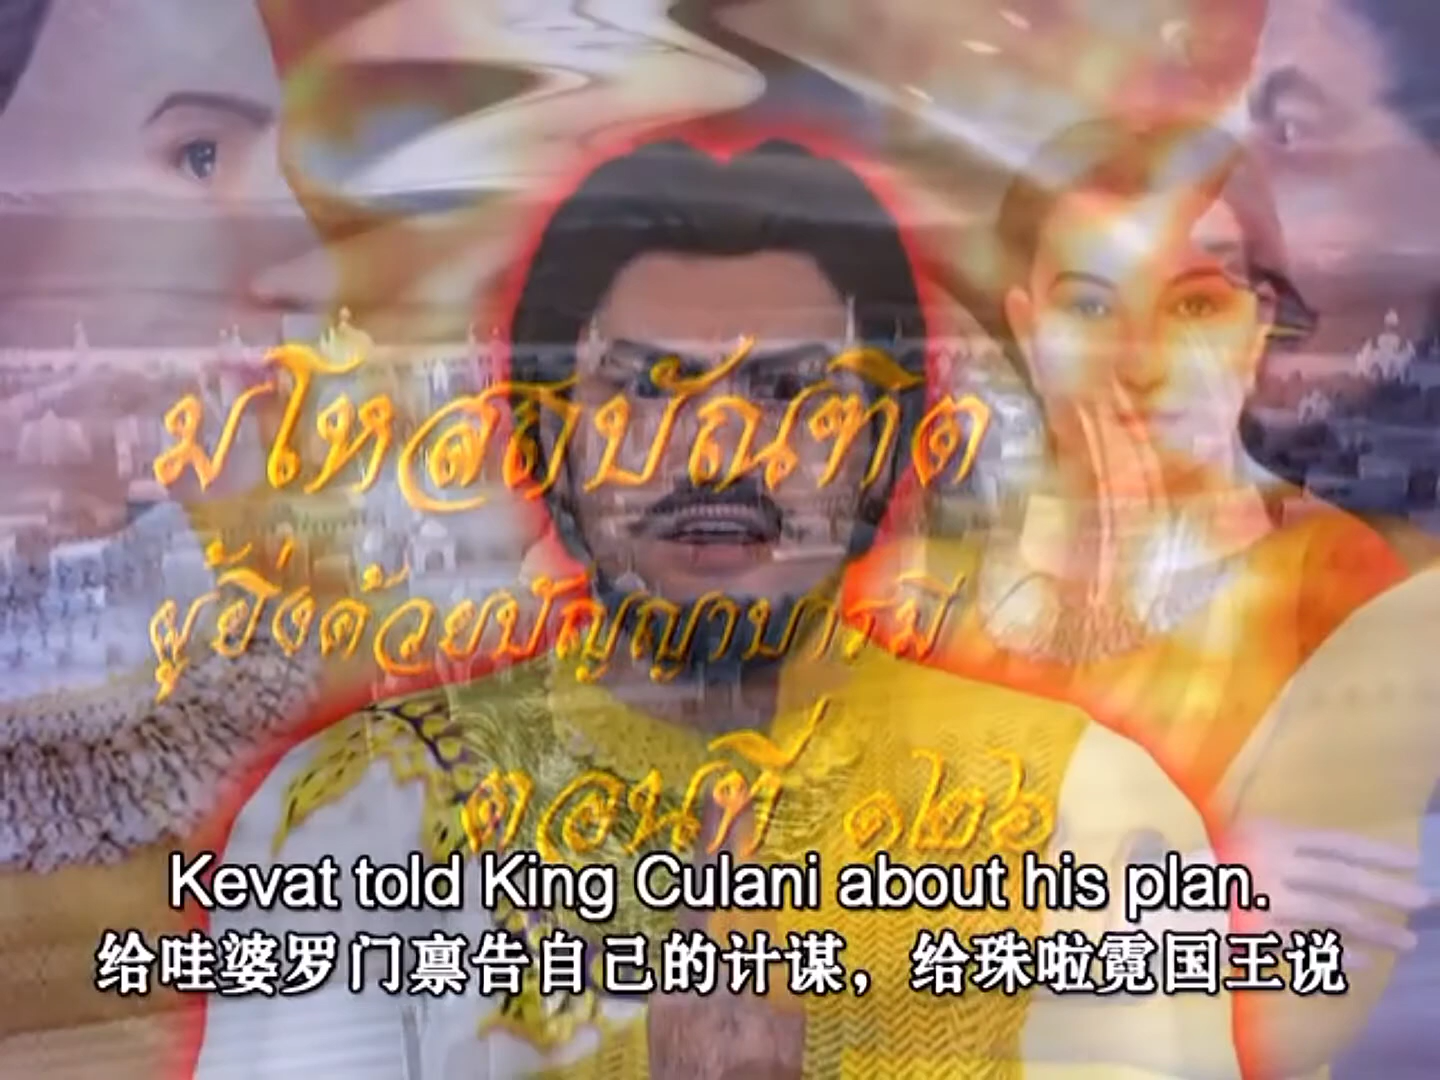 มโหสถบัณฑิต
ผู้ยิ่งด้วยปัญญาบารมี
ตอนที่ ๑๒๖
Kevat told King Culani about his plan.
给哇婆罗门禀告自己的计谋，给珠啦霓国王说